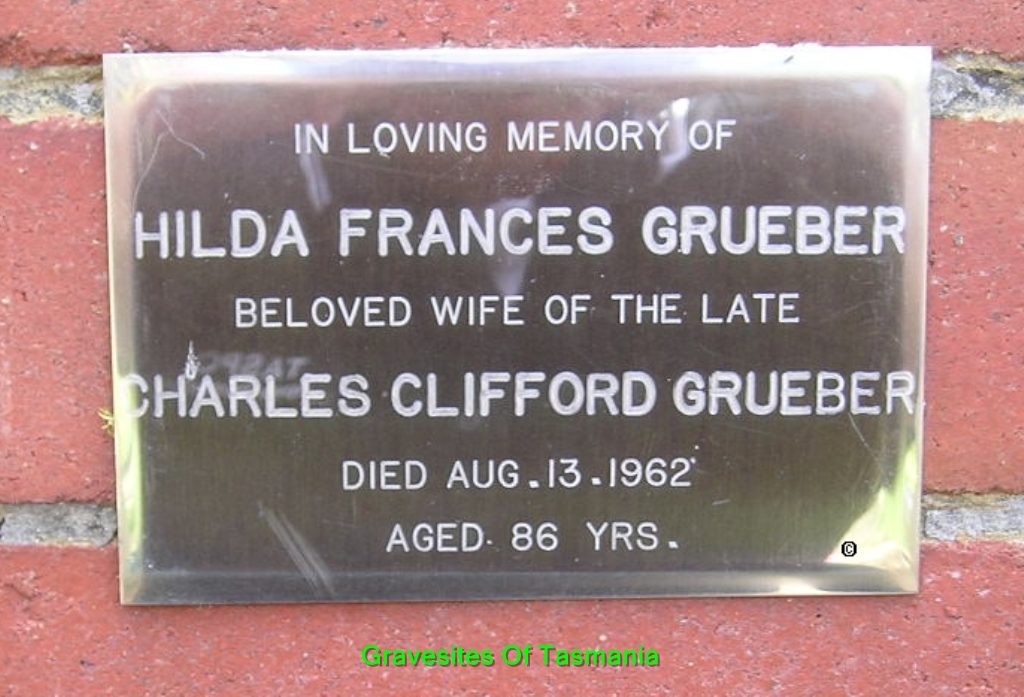 IN LOVING MEMORY OF
HILDA FRANCES GRUEBER
BELOVED WIFE OF THE LATE
CHARLES CLIFFORD GRUEBER
DIED AUG.13.1962
AGED 86 YRS.
©
Gravesites Of Tasmania